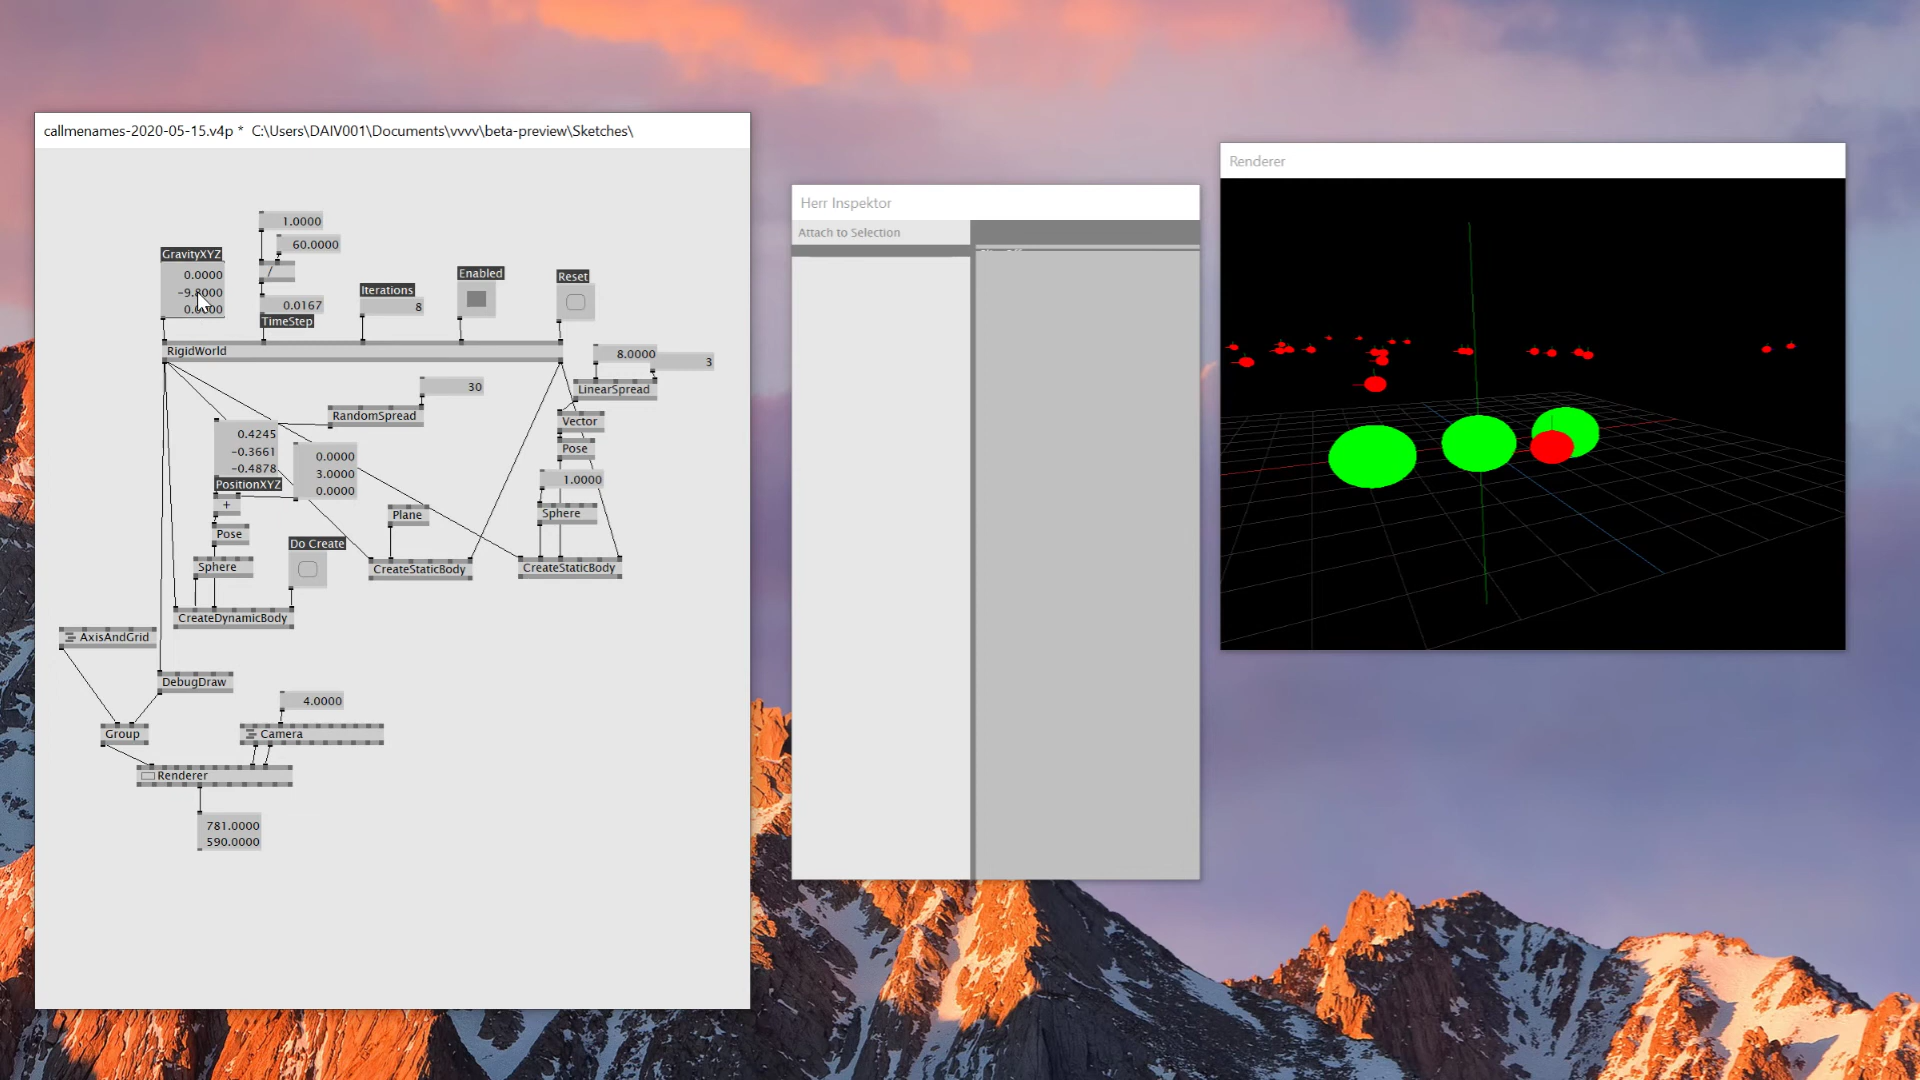 callmenames-2020-05-15.v4p * C:\Users\DAIV001\Documents\vvvv\beta-preview\Sketches\
GravityXYZ
0.0000
-9.8000
0.0000
1.0000
60.0000
/
0.0167
TimeStep
Iterations
8
Enabled
Reset
RigidWorld
8.0000
3
LinearSpread
30
RandomSpread
Vector
Pose
0.4245
-0.3661
-0.4878
PositionXYZ
0.0000
3.0000
0.0000
1.0000
Sphere
+
Pose
Plane
Sphere
Do Create
CreateStaticBody
CreateStaticBody
CreateDynamicBody
AxisAndGrid
DebugDraw
4.0000
Group
Camera
Renderer
781.0000
590.0000
Herr Inspektor
Attach to Selection
Renderer